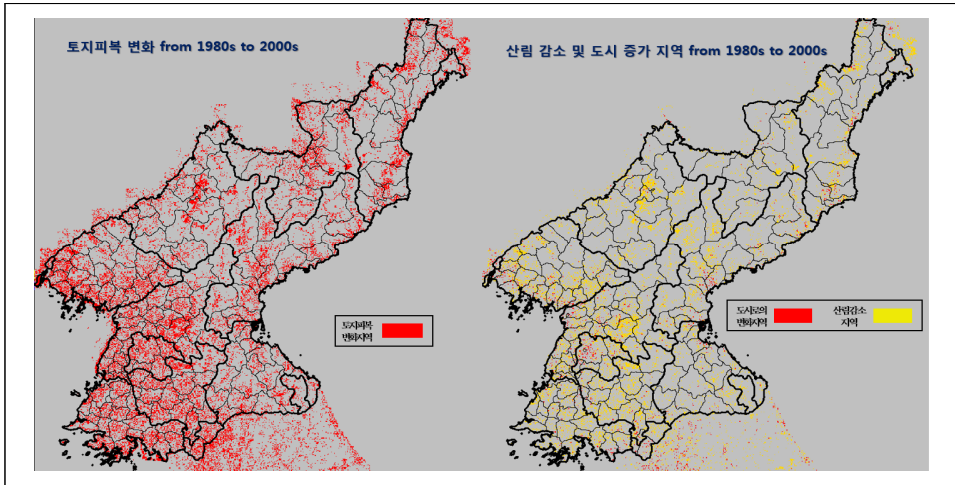 토지피복 변화 from 1980s to 2000s
산림 감소 및 도시 증가 지역 from 1980s to 2000s
토지피복
변화지역
도시로의
변화지역
산림감소
지역